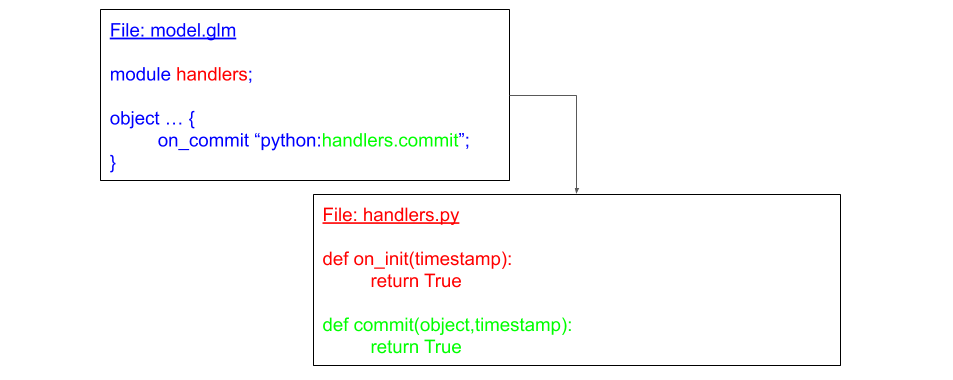 File: model.glm
module handlers;
object … {
on_commit “python:handlers.commit”;
}
File: handlers.py
def on_init(timestamp):
return True
def commit(object,timestamp):
return True